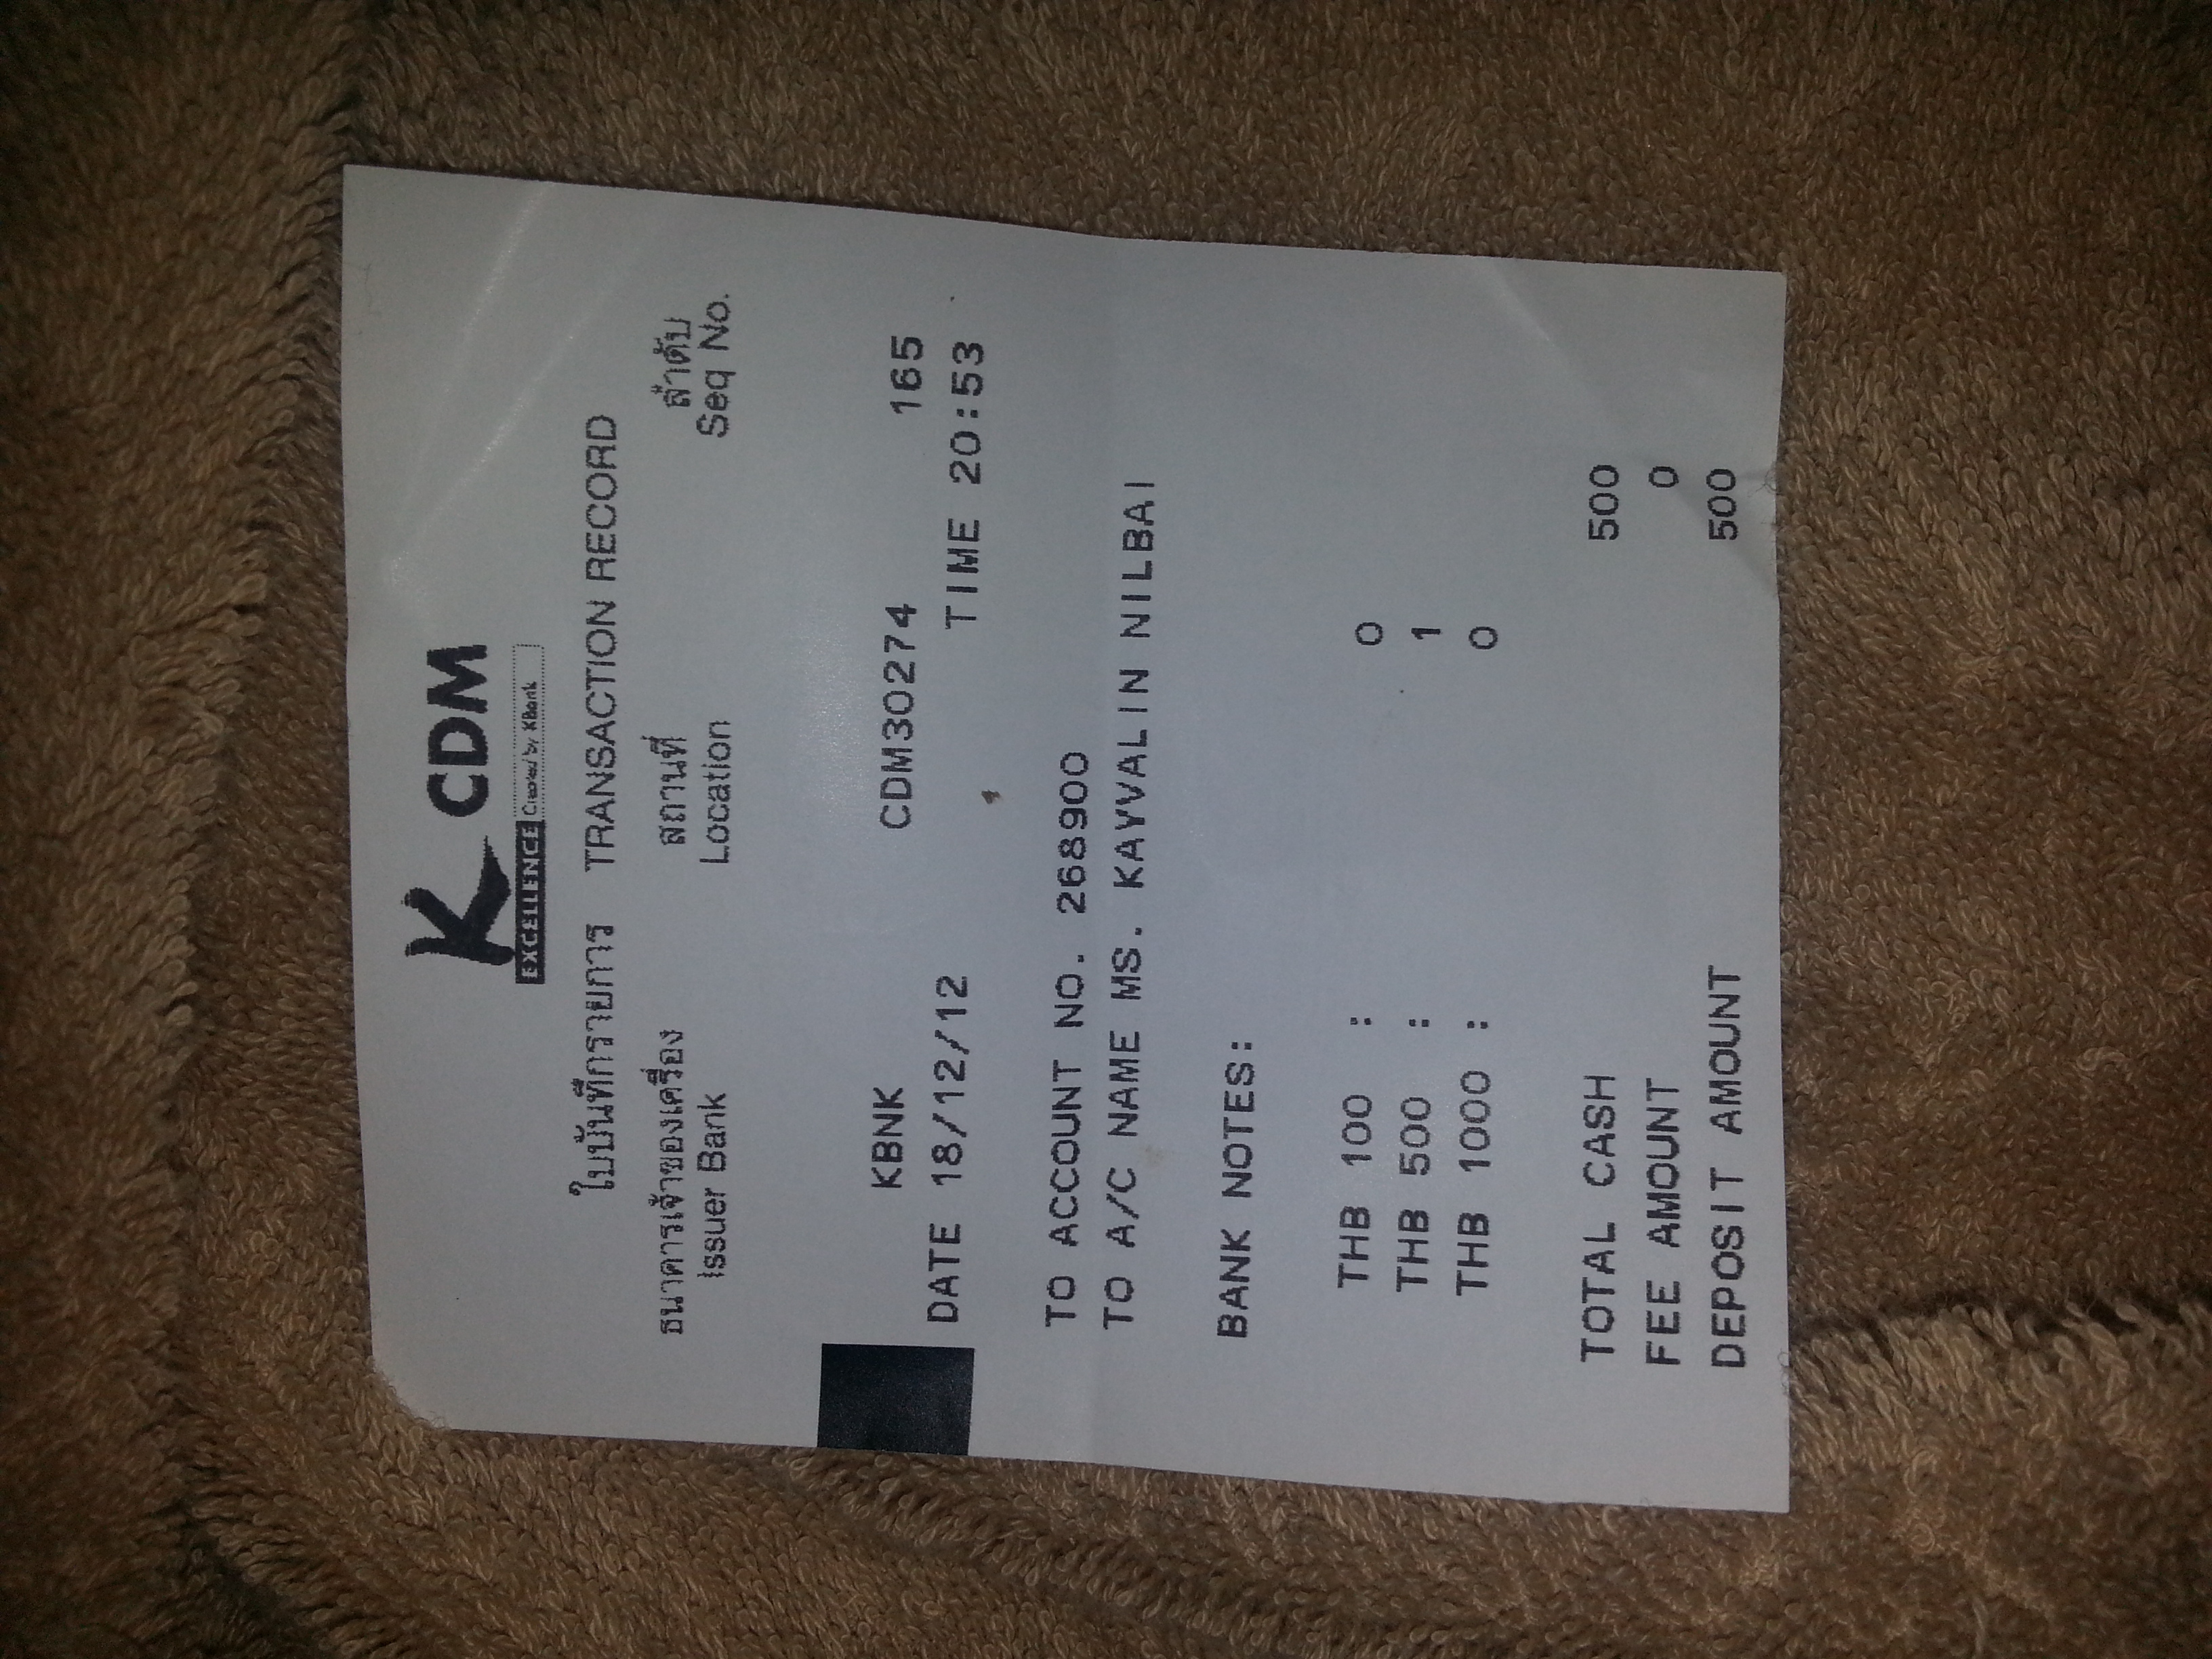 K CDM
EXCELLENCE Created by KBank
ใบบันทึกรายการ TRANSACTION RECORD
ธนาคารเจ้าของเครื่อง สถานที่ ลำดับ
Issuer Bank Location Seq No.
KBNK CDM30274 165
DATE 18/12/12 TIME 20:53
TO ACCOUNT NO. 268900
TO A/C NAME MS. KAVVALIN NILBAI
BANK NOTES:
THB 100 : 0
THB 500 : 1
THB 1000 : 0
TOTAL CASH 500
FEE AMOUNT 0
DEPOSIT AMOUNT 500